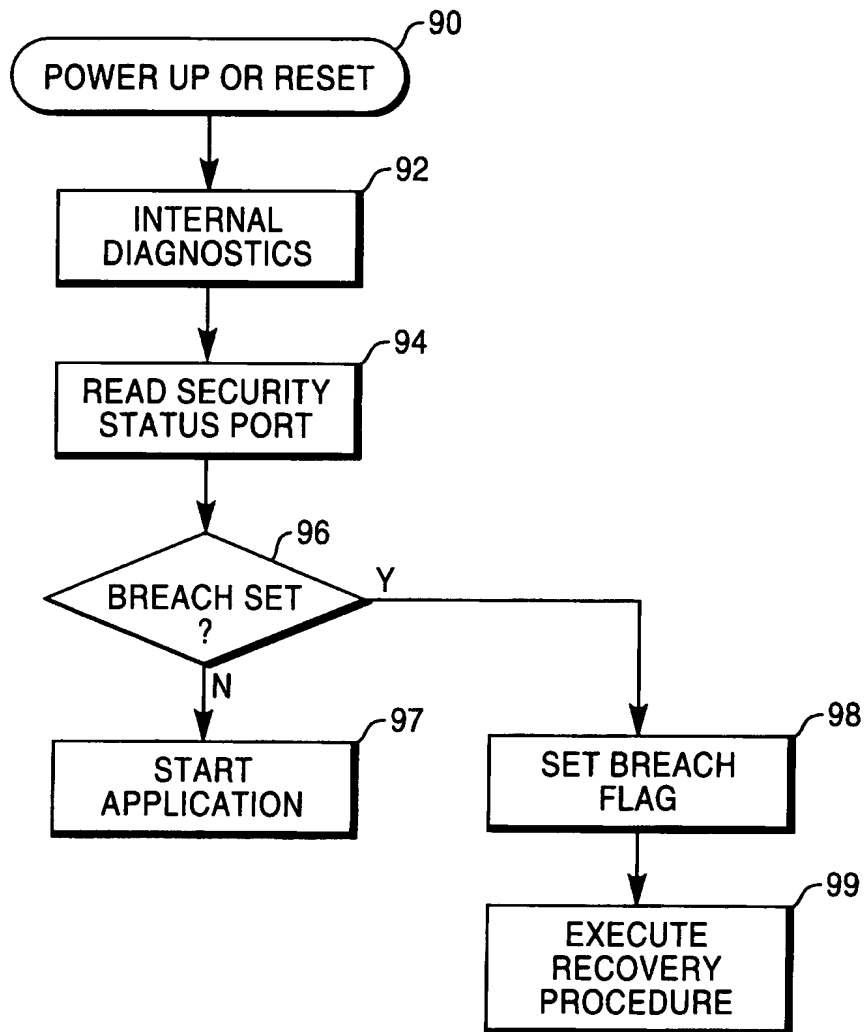 90
POWER UP OR RESET
92
INTERNAL
DIAGNOSTICS
94
READ SECURITY
STATUS PORT
96
BREACH SET
?
Y
N
97
START
APPLICATION
98
SET BREACH
FLAG
99
EXECUTE
RECOVERY
PROCEDURE